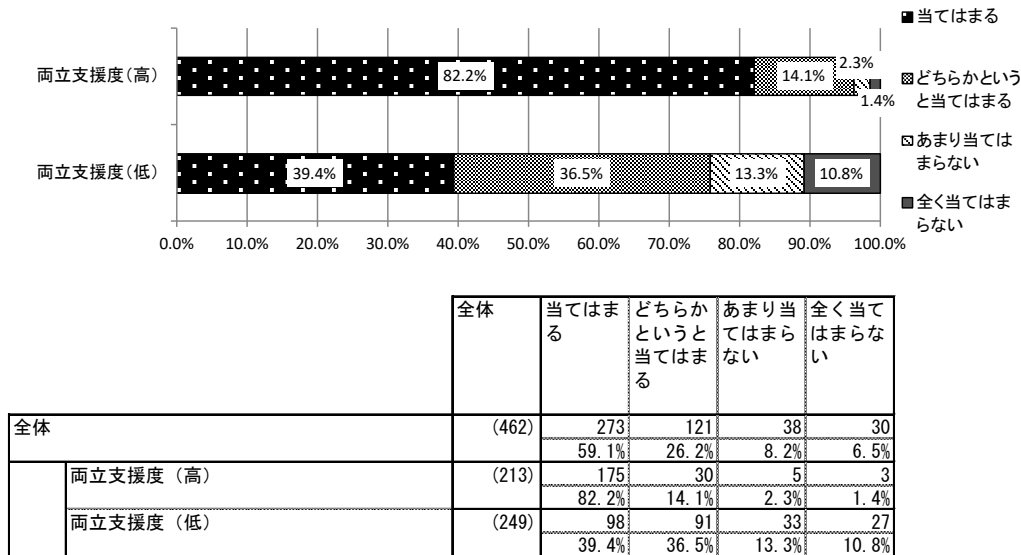 当てはまる
どちらかという
と当てはまる
あまり当ては
まらない
全く当てはま
らない
両立支援度(高)
82.2%
14.1%
2.3%
1.4%
両立支援度(低)
39.4%
36.5%
13.3%
10.8%
0.0% 10.0% 20.0% 30.0% 40.0% 50.0% 60.0% 70.0% 80.0% 90.0% 100.0%
全体 当てはま どちらか あまり当 全く当て
る というと てはまら はまらな
当てはま ない い
る
全体 (462) 273 121 38 30
59.1% 26.2% 8.2% 6.5%
両立支援度（高） (213) 175 30 5 3
82.2% 14.1% 2.3% 1.4%
両立支援度（低） (249) 98 91 33 27
39.4% 36.5% 13.3% 10.8%